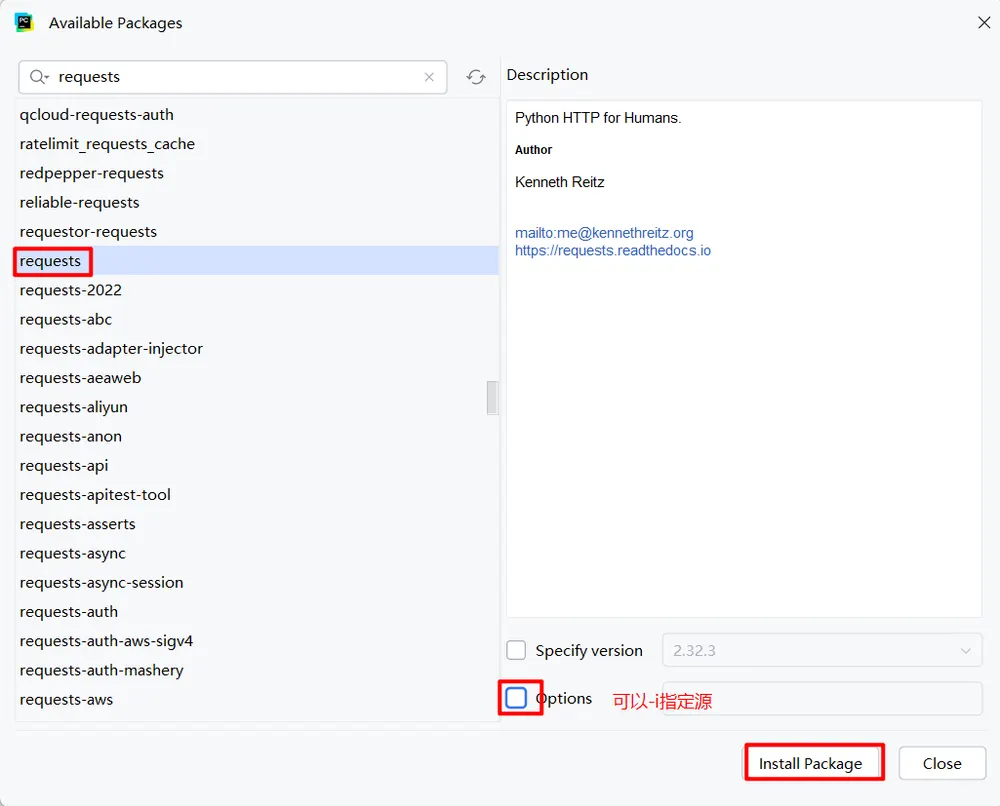 Available Packages
requests
Description
qcloud-requests-auth
ratelimit_requests_cache
redpepper-requests
reliable-requests
requestor-requests
requests
requests-2022
requests-abc
requests-adapter-injector
requests-aeaweb
requests-aliyun
requests-anon
requests-api
requests-apitest-tool
requests-asserts
requests-async
requests-async-session
requests-auth
requests-auth-aws-sigv4
requests-auth-mashery
requests-aws
Python HTTP for Humans.
Author
Kenneth Reitz
mailto:me@kennethreitz.org
https://requests.readthedocs.io
Specify version 2.32.3
Options 可以-i指定源
Install Package Close